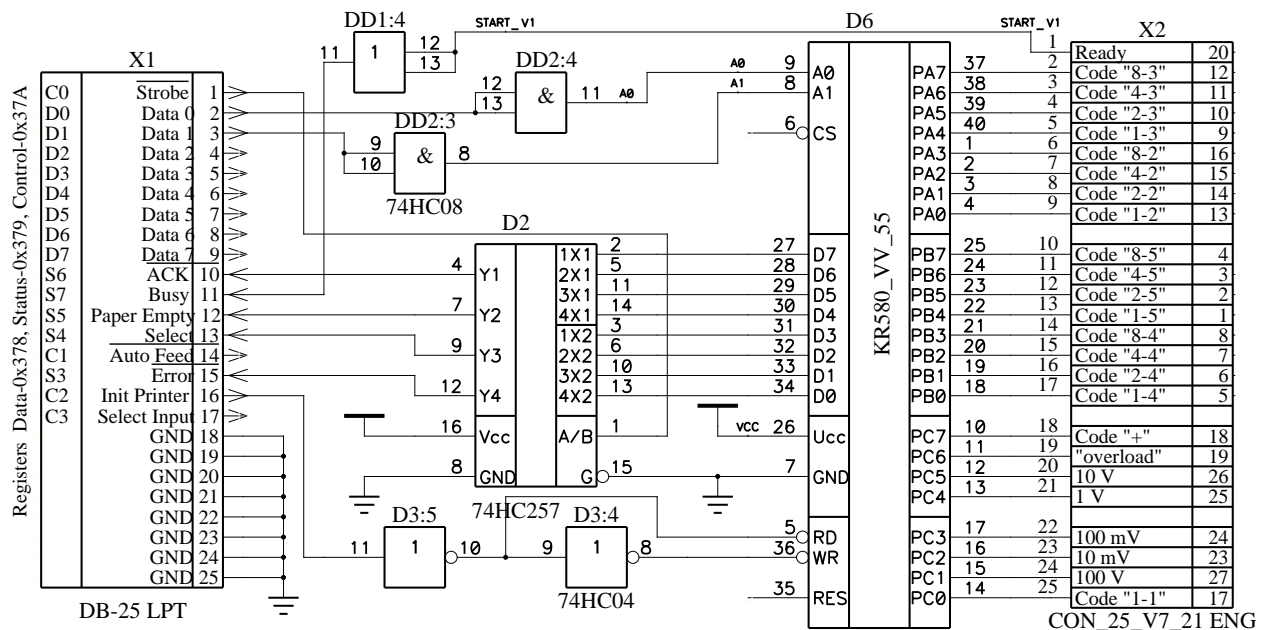 Registers Data-0x378, Status-0x379, Control-0x37A
X1
C0 Strobe 1
D0 Data 0 2
D1 Data 1 3
D2 Data 2 4
D3 Data 3 5
D4 Data 4 6
D5 Data 5 7
D6 Data 6 8
D7 Data 7 9
S6 ACK 10
S7 Busy 11
S5 Paper Empty 12
S4 Select 13
C1 Auto Feed 14
S3 Error 15
C2 Init Printer 16
C3 Select Input 17
GND 18
GND 19
GND 20
GND 21
GND 22
GND 23
GND 24
GND 25
DB-25 LPT
DD1:4
11 1 12
13
START_V1
START_V1
DD2:4
12 & 11 A0
13
A0
A1
DD2:3
9 & 8
10
74HC08
D2
4 Y1 1X1 2
2X1 5
3X1 11
7 Y2 4X1 14
1X2 3
9 Y3 2X2 6
3X2 10
12 Y4 4X2 13
16 Vcc A/B 1
8 GND G 15
74HC257
D3:5
11 1 10
D3:4
9 1 8
74HC04
D6
KR580_VV_55
9 A0
8 A1
6 CS
27 D7
28 D6
29 D5
30 D4
31 D3
32 D2
33 D1
34 D0
VCC 26 Ucc
7 GND
5 RD
36 WR
35 RES
X2
1 Ready 20
PA7 37 2 Code "8-3" 12
PA6 38 3 Code "4-3" 11
PA5 39 4 Code "2-3" 10
PA4 40 5 Code "1-3" 9
PA3 1 6 Code "8-2" 16
PA2 2 7 Code "4-2" 15
PA1 3 8 Code "2-2" 14
PA0 4 9 Code "1-2" 13
PB7 25 10 Code "8-5" 4
PB6 24 11 Code "4-5" 3
PB5 23 12 Code "2-5" 2
PB4 22 13 Code "1-5" 1
PB3 21 14 Code "8-4" 8
PB2 20 15 Code "4-4" 7
PB1 19 16 Code "2-4" 6
PB0 18 17 Code "1-4" 5
PC7 10 18 Code "+" 18
PC6 11 19 "overload" 19
PC5 12 20 10 V 26
PC4 13 21 1 V 25
PC3 17 22 100 mV 24
PC2 16 23 10 mV 23
PC1 15 24 100 V 27
PC0 14 25 Code "1-1" 17
CON_25_V7_21 ENG